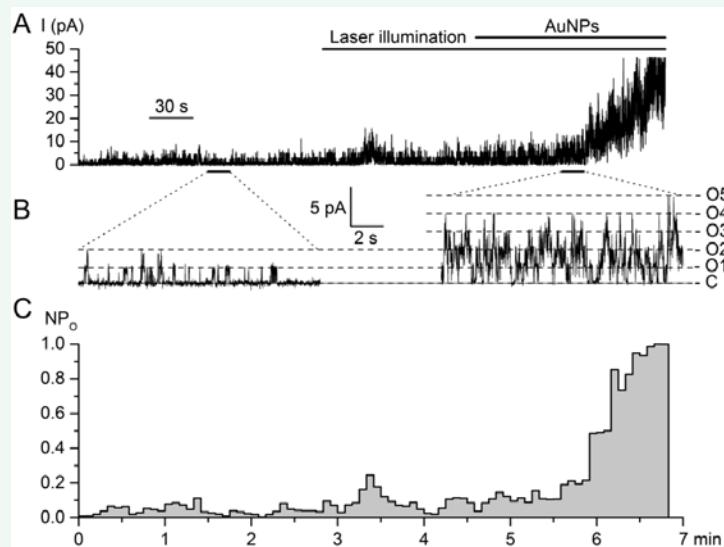 A I (pA)
Laser illumination
AuNPs
50
40
30
20
10
0
30 s
B
5 pA
2 s
O5
O4
O3
O2
O1
C
C NPO
1.0
0.8
0.6
0.4
0.2
0.0
0 1 2 3 4 5 6 7 min